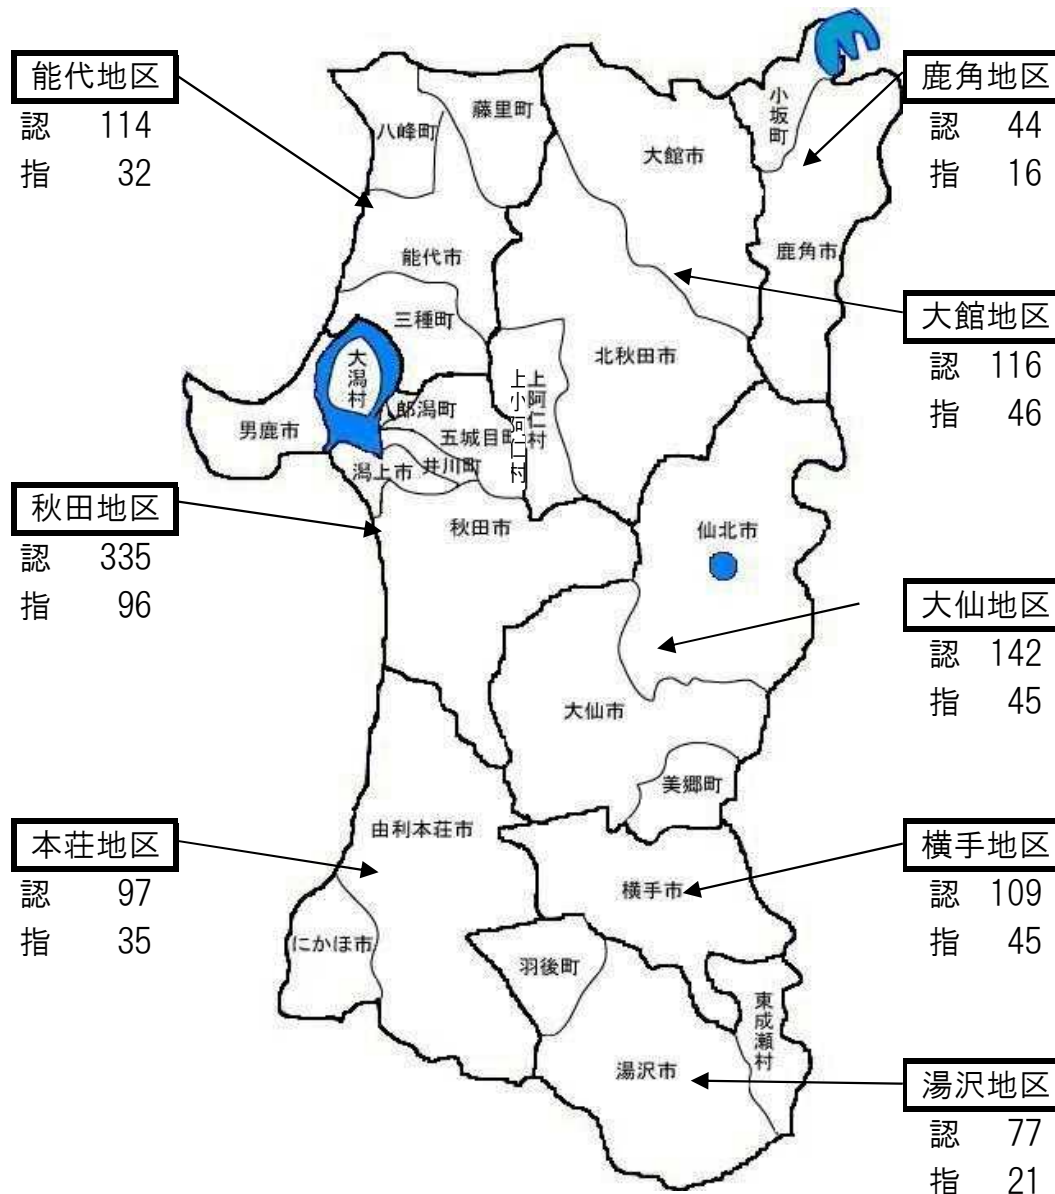 能代地区
認 114
指 32
鹿角地区
認 44
指 16
大館地区
認 116
指 46
秋田地区
認 335
指 96
大仙地区
認 142
指 45
本荘地区
認 97
指 35
横手地区
認 109
指 45
湯沢地区
認 77
指 21
八峰町
藤里町
小坂町
大館市
鹿角市
能代市
三種町
北秋田市
大潟村
上小阿仁村
上阿仁村
男鹿市
郎潟町
五城目町
井川町
潟上市
秋田市
仙北市
大仙市
美郷町
由利本荘市
横手市
にかほ市
羽後町
東成瀬村
湯沢市